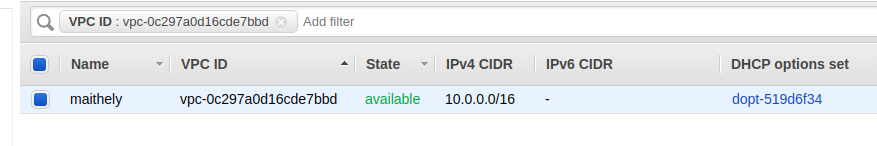 VPC ID : vpc-0c297a0d16cde7bbd Add filter
Name VPC ID State IPv4 CIDR IPv6 CIDR DHCP options set
maithely vpc-0c297a0d16cde7bbd available 10.0.0.0/16 - dopt-519d6f34